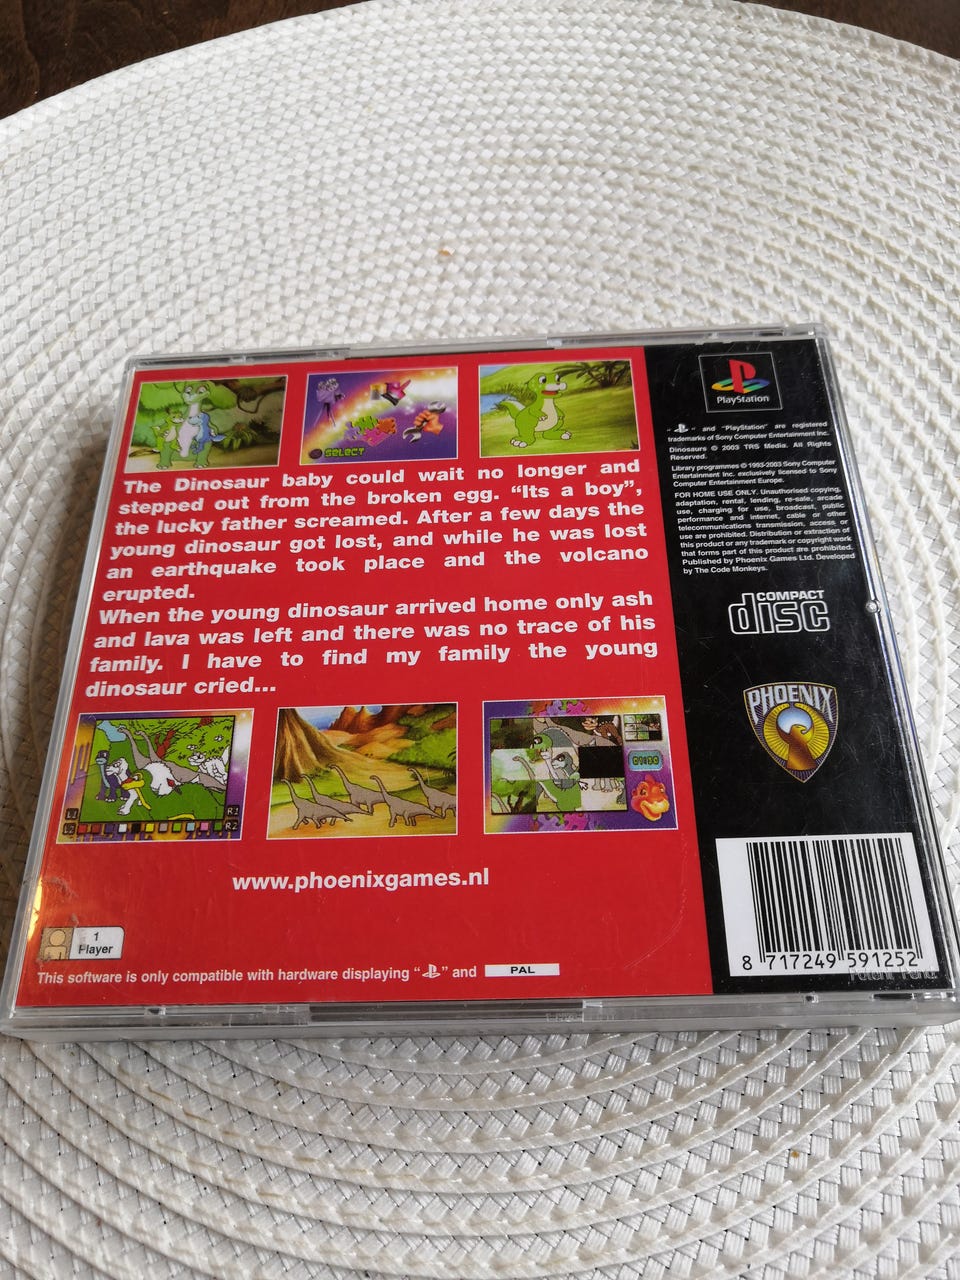 SELECT
The Dinosaur baby could wait no longer and
stepped out from the broken egg. “Its a boy”,
the lucky father screamed. After a few days the
young dinosaur got lost, and while he was lost
an earthquake took place and the volcano
erupted.
When the young dinosaur arrived home only ash
and lava was left and there was no trace of his
family. I have to find my family the young
dinosaur cried...
L1
L2
R1
R2
www.phoenixgames.nl
1
Player
This software is only compatible with hardware displaying “ ” and PAL
PlayStation
“ ” and “PlayStation” are registered
trademarks of Sony Computer Entertainment Inc.
Dinosaurs © 2003 TRS Media. All Rights
Reserved.
Library programmes © 1993-2003 Sony Computer
Entertainment Inc. exclusively licensed to Sony
Computer Entertainment Europe.
FOR HOME USE ONLY. Unauthorised copying,
adaptation, rental, lending, re-sale, arcade
use, charging for use, broadcast, public
performance and internet, cable or other
telecommunications transmission, access or
use are prohibited. Distribution or extraction of
this product or any trademark or copyright work
that forms part of this product are prohibited.
Published by Phoenix Games Ltd. Developed
by The Code Monkeys.
COMPACT
disc
PHOENIX
8 717249 591252
Patent Pend.